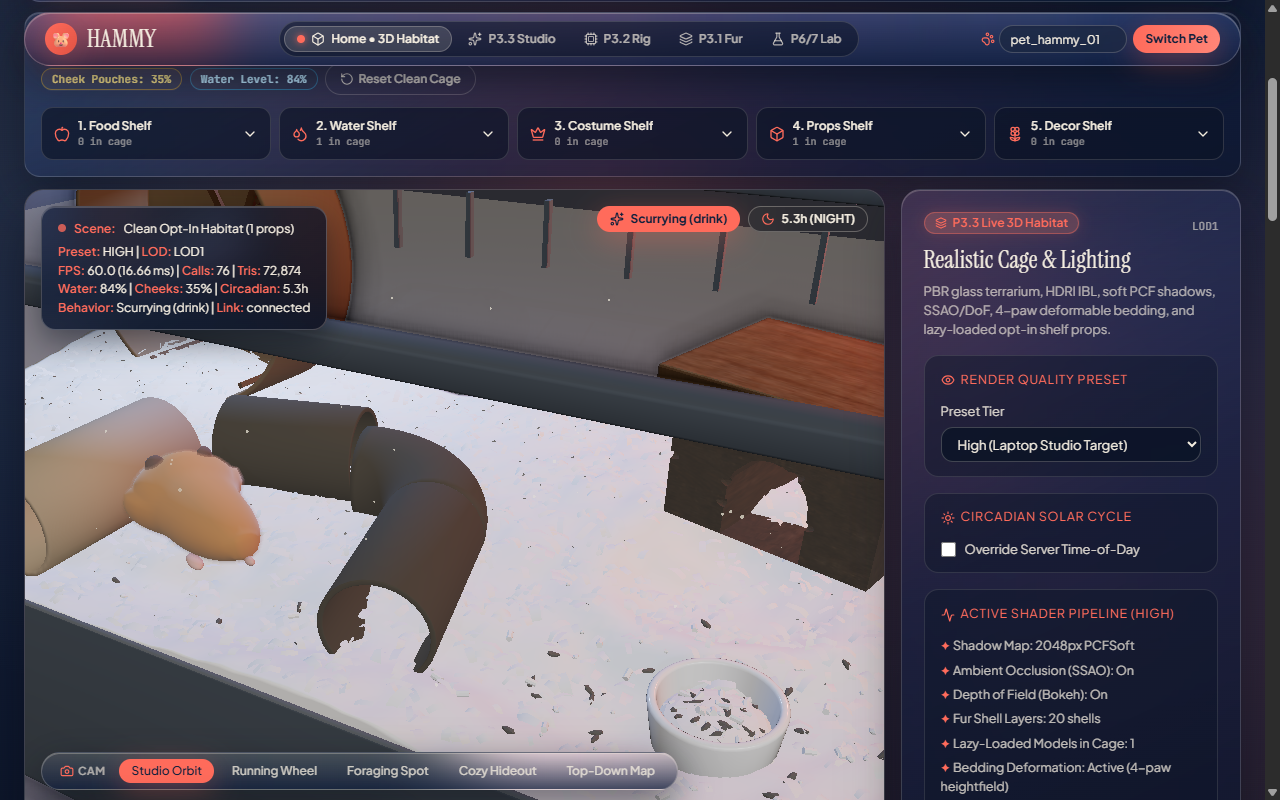 HAMMY
Home • 3D Habitat
P3.3 Studio
P3.2 Rig
P3.1 Fur
P6/7 Lab
pet_hammy_01
Switch Pet
Cheek Pouches: 35%
Water Level: 84%
Reset Clean Cage
1. Food Shelf
0 in cage
2. Water Shelf
1 in cage
3. Costume Shelf
0 in cage
4. Props Shelf
1 in cage
5. Decor Shelf
0 in cage
Scene: Clean Opt-In Habitat (1 props)
Preset: HIGH | LOD: LOD1
FPS: 60.0 (16.66 ms) | Calls: 76 | Tris: 72,874
Water: 84% | Cheeks: 35% | Circadian: 5.3h
Behavior: Scurrying (drink) | Link: connected
Scurrying (drink)
5.3h (NIGHT)
CAM
Studio Orbit
Running Wheel
Foraging Spot
Cozy Hideout
Top-Down Map
P3.3 Live 3D Habitat
LOD1
Realistic Cage & Lighting
PBR glass terrarium, HDRI IBL, soft PCF shadows,
SSAO/DoF, 4-paw deformable bedding, and
lazy-loaded opt-in shelf props.
RENDER QUALITY PRESET
Preset Tier
High (Laptop Studio Target)
CIRCADIAN SOLAR CYCLE
Override Server Time-of-Day
ACTIVE SHADER PIPELINE (HIGH)
✦ Shadow Map: 2048px PCFSoft
✦ Ambient Occlusion (SSAO): On
✦ Depth of Field (Bokeh): On
✦ Fur Shell Layers: 20 shells
✦ Lazy-Loaded Models in Cage: 1
✦ Bedding Deformation: Active (4-paw
heightfield)